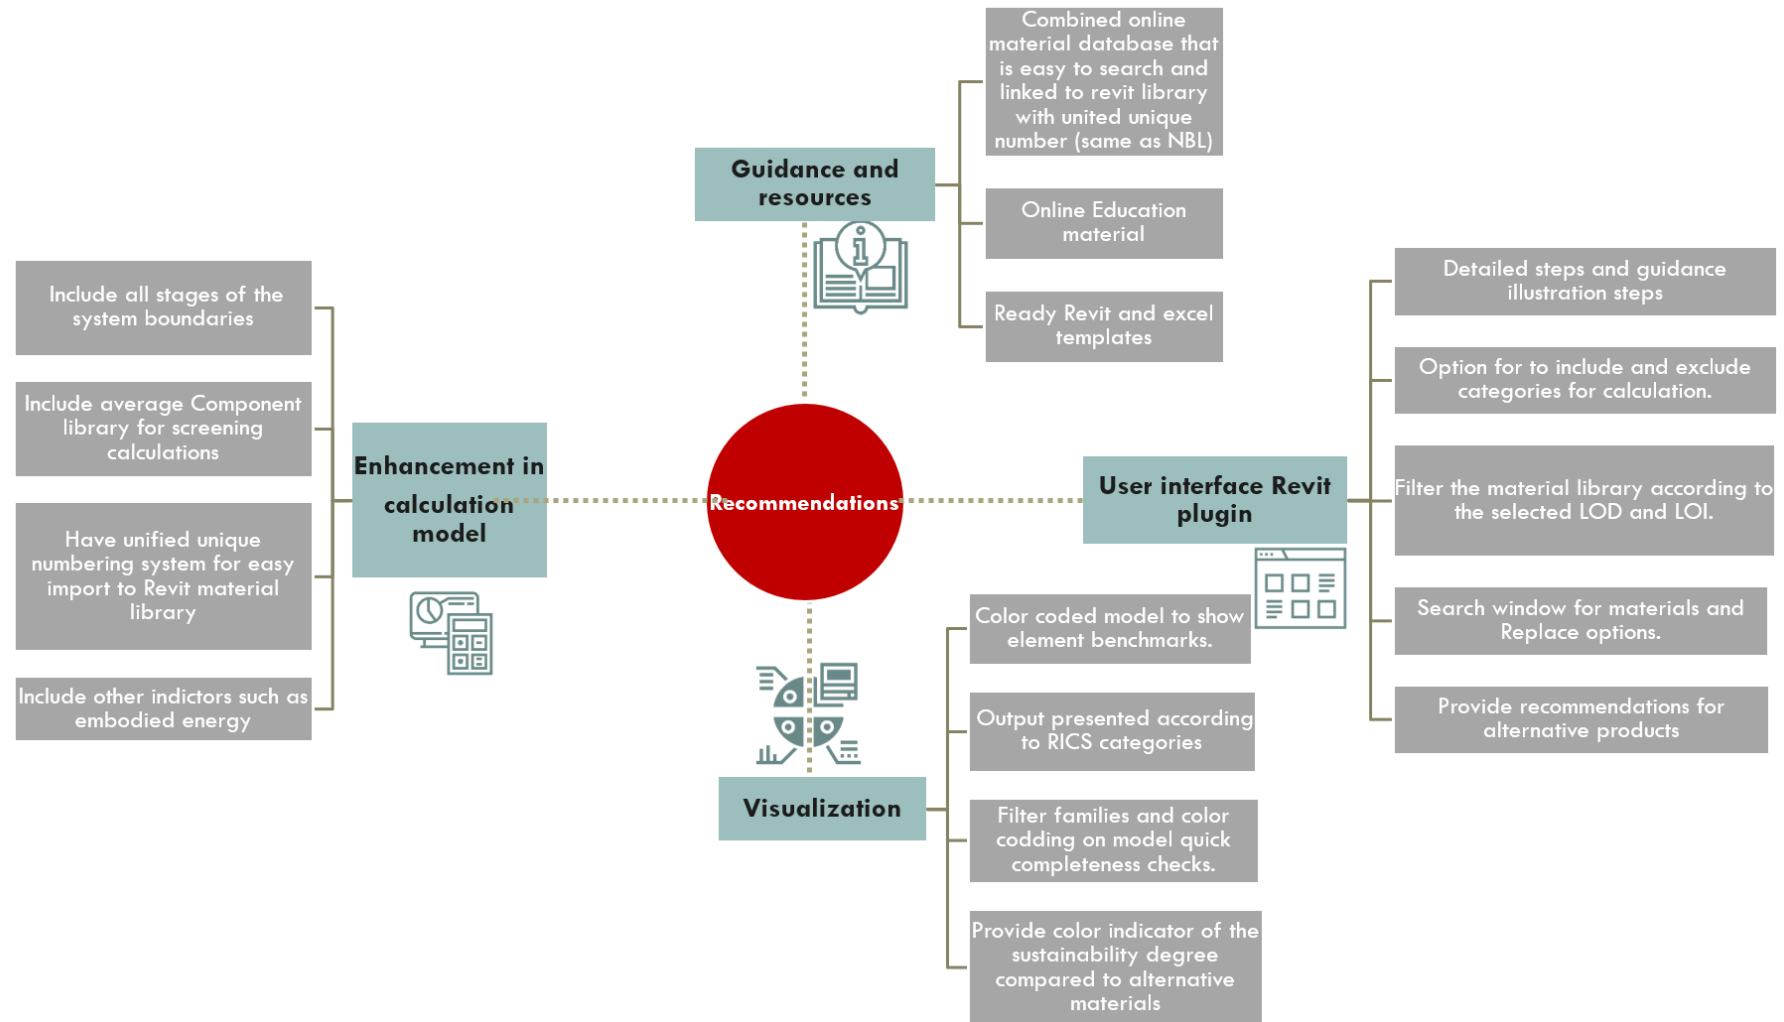 Combined online
material database that
is easy to search and
linked to revit library
with united unique
number (same as NBL)
Guidance and
resources
Online Education
material
Ready Revit and excel
templates
Include all stages of the
system boundaries
Include average Component
library for screening
calculations
Have unified unique
numbering system for easy
import to Revit material
library
Include other indictors such as
embodied energy
Enhancement in
calculation
model
Recommendations
User interface Revit
plugin
Detailed steps and guidance
illustration steps
Option for to include and exclude
categories for calculation.
Filter the material library according to
the selected LOD and LOI.
Search window for materials and
Replace options.
Provide recommendations for
alternative products
Visualization
Color coded model to show
element benchmarks.
Output presented according
to RICS categories
Filter families and color
codding on model quick
completeness checks.
Provide color indicator of the
sustainability degree
compared to alternative
materials